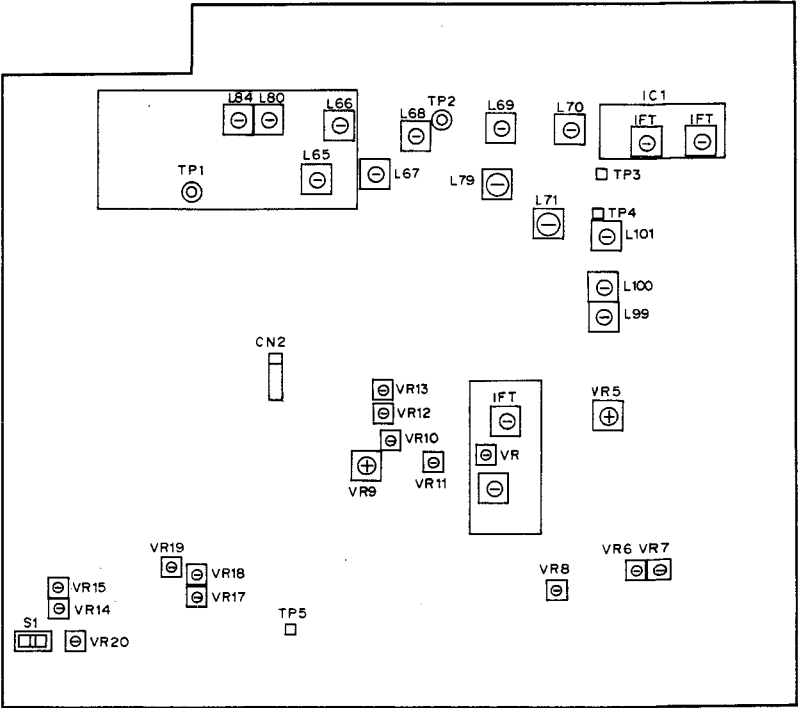 IC1
L84 L80
L66
TP2
L68
L69
L70
IFT
IFT
L65
TP1
L67
L79
TP3
L71
TP4
L101
L100
L99
CN2
VR13
VR12
IFT
VR5
VR10
VR
VR9
VR11
VR19
VR18
VR8
VR6 VR7
VR15
VR17
VR14
S1
TP5
VR20